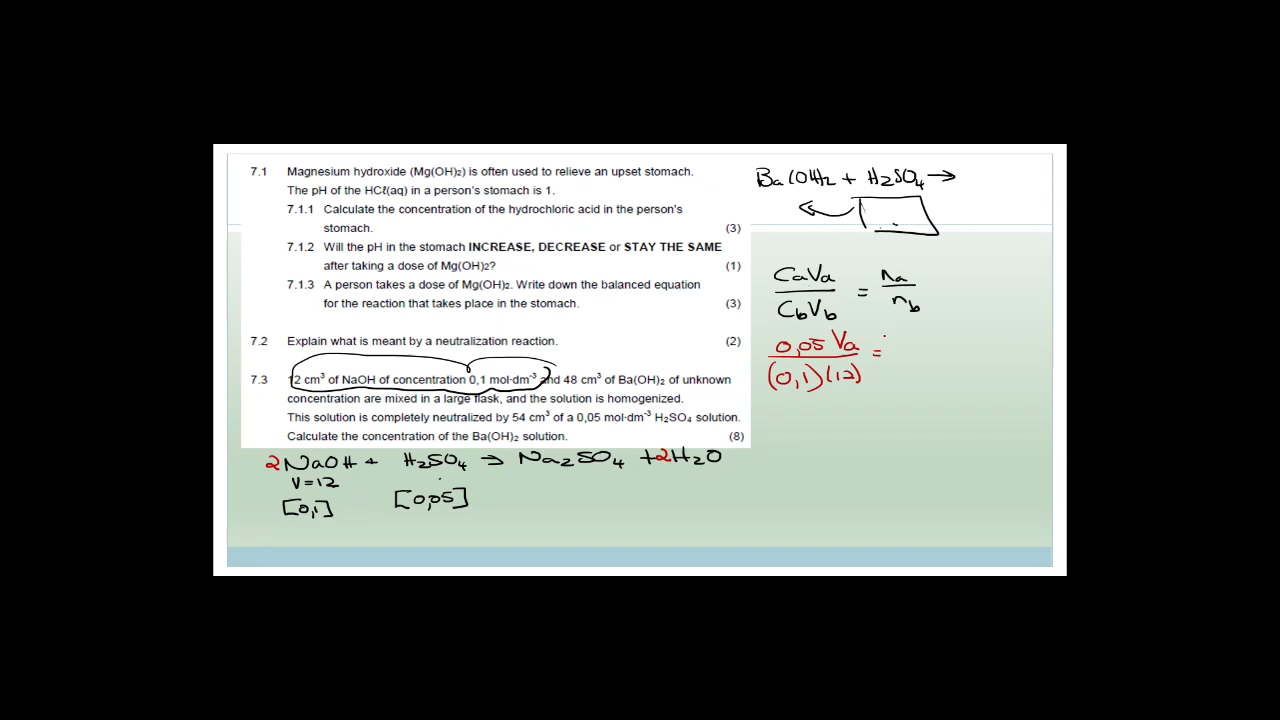 7.1 Magnesium hydroxide (Mg(OH)₂) is often used to relieve an upset stomach.
The pH of the HCℓ(aq) in a person's stomach is 1.
7.1.1 Calculate the concentration of the hydrochloric acid in the person's
stomach. (3)
7.1.2 Will the pH in the stomach INCREASE, DECREASE or STAY THE SAME
after taking a dose of Mg(OH)₂? (1)
7.1.3 A person takes a dose of Mg(OH)₂. Write down the balanced equation
for the reaction that takes place in the stomach. (3)
7.2 Explain what is meant by a neutralization reaction. (2)
7.3 12 cm³ of NaOH of concentration 0,1 mol·dm⁻³ and 48 cm³ of Ba(OH)₂ of unknown
concentration are mixed in a large flask, and the solution is homogenized.
This solution is completely neutralized by 54 cm³ of a 0,05 mol·dm⁻³ H₂SO₄ solution.
Calculate the concentration of the Ba(OH)₂ solution. (8)
2NaOH + H₂SO₄ → Na₂SO₄ + 2H₂O
V=12
[0,1] [0,05]
Ba(OH)₂ + H₂SO₄ →
CaVa / CbVb = na / nb
0,05 Va / (0,1)(12) =